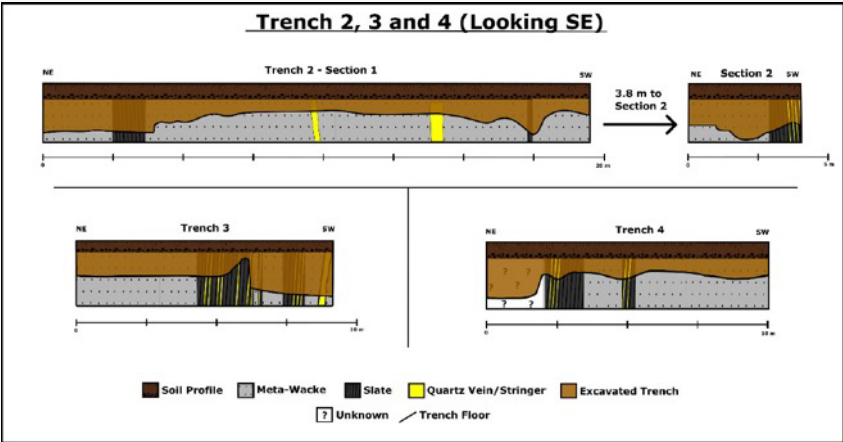 Trench 2, 3 and 4 (Looking SE)
NE Trench 2 - Section 1 SW
3.8 m to
Section 2
NE Section 2 SW
0 20 m
0 5 m
NE Trench 3 SW
0 10 m
NE Trench 4 SW
? ? ? ? ? ? ?
0 10 m
Soil Profile Meta-Wacke Slate Quartz Vein/Stringer Excavated Trench
? Unknown Trench Floor